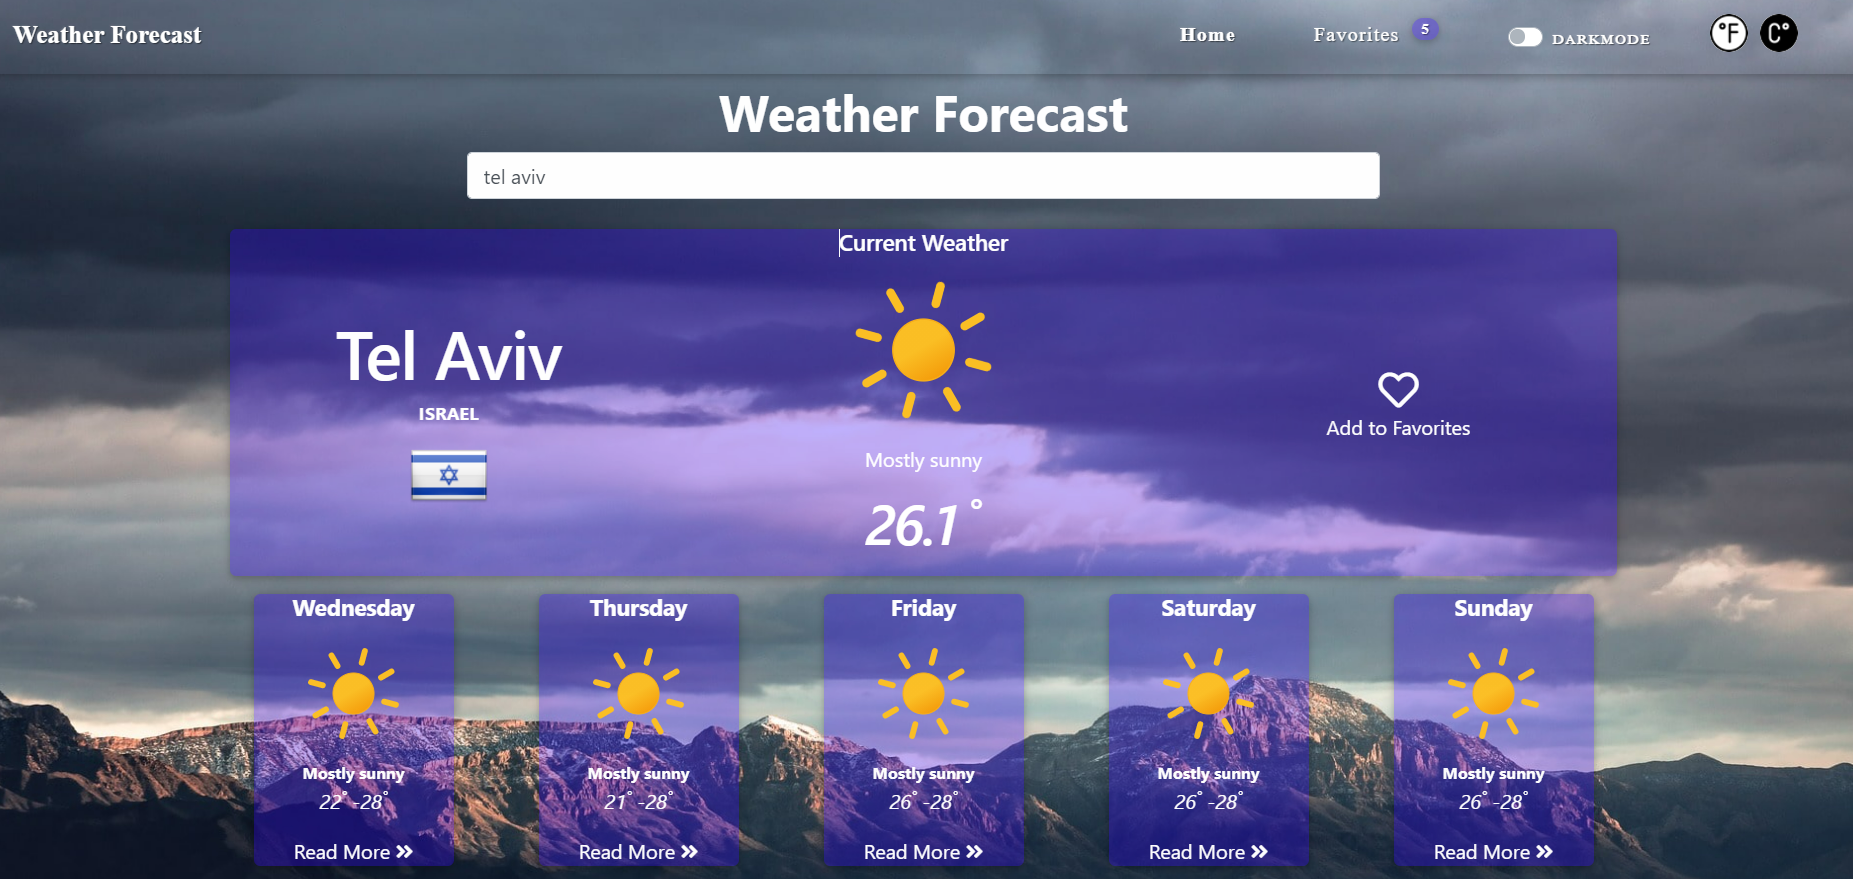 Weather Forecast
Home
Favorites
5
DARKMODE
°F
C°
Weather Forecast
tel aviv
Current Weather
Tel Aviv
ISRAEL
Mostly sunny
26.1°
Add to Favorites
Wednesday
Mostly sunny
22° -28°
Read More »
Thursday
Mostly sunny
21° -28°
Read More »
Friday
Mostly sunny
26° -28°
Read More »
Saturday
Mostly sunny
26° -28°
Read More »
Sunday
Mostly sunny
26° -28°
Read More »